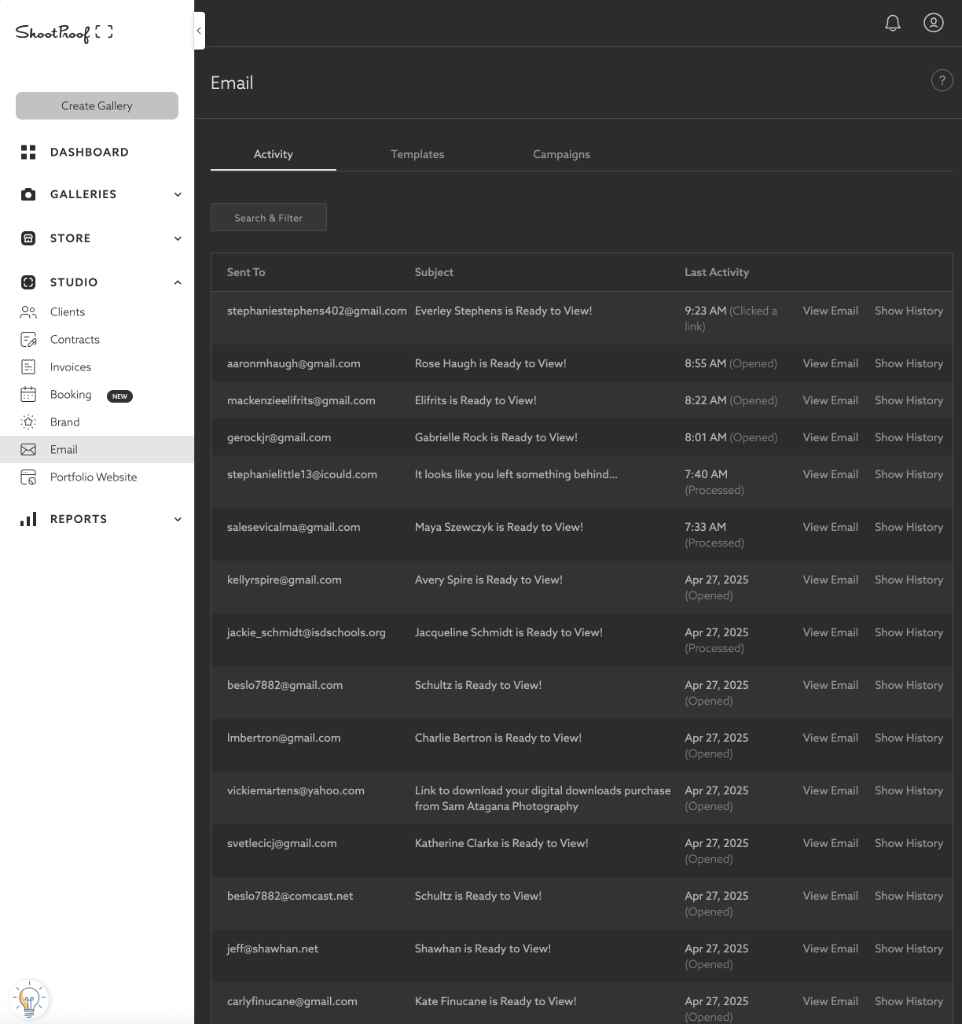 ShootProof
Email
?
Create Gallery
DASHBOARD
GALLERIES
STORE
STUDIO
Clients
Contracts
Invoices
Booking NEW
Brand
Email
Portfolio Website
REPORTS
Activity Templates Campaigns
Search & Filter
Sent To Subject Last Activity
stephaniestephens402@gmail.com Everley Stephens is Ready to View! 9:23 AM (Clicked a View Email Show History
link)
aaronmhaugh@gmail.com Rose Haugh is Ready to View! 8:55 AM (Opened) View Email Show History
mackenzieelifrits@gmail.com Elifrits is Ready to View! 8:22 AM (Opened) View Email Show History
gerockjr@gmail.com Gabrielle Rock is Ready to View! 8:01 AM (Opened) View Email Show History
stephanielittle13@icould.com It looks like you left something behind... 7:40 AM View Email Show History
(Processed)
salesevicalma@gmail.com Maya Szewczyk is Ready to View! 7:33 AM View Email Show History
(Processed)
kellyrspire@gmail.com Avery Spire is Ready to View! Apr 27, 2025 View Email Show History
(Opened)
jackie_schmidt@isdschools.org Jacqueline Schmidt is Ready to View! Apr 27, 2025 View Email Show History
(Processed)
beslo7882@gmail.com Schultz is Ready to View! Apr 27, 2025 View Email Show History
(Opened)
lmbertron@gmail.com Charlie Bertron is Ready to View! Apr 27, 2025 View Email Show History
(Opened)
vickiemartens@yahoo.com Link to download your digital downloads purchase Apr 27, 2025 View Email Show History
from Sam Atagana Photography (Opened)
svetlecicj@gmail.com Katherine Clarke is Ready to View! Apr 27, 2025 View Email Show History
(Opened)
beslo7882@comcast.net Schultz is Ready to View! Apr 27, 2025 View Email Show History
(Opened)
jeff@shawhan.net Shawhan is Ready to View! Apr 27, 2025 View Email Show History
(Opened)
carlyfinucane@gmail.com Kate Finucane is Ready to View! Apr 27, 2025 View Email Show History
(Opened)